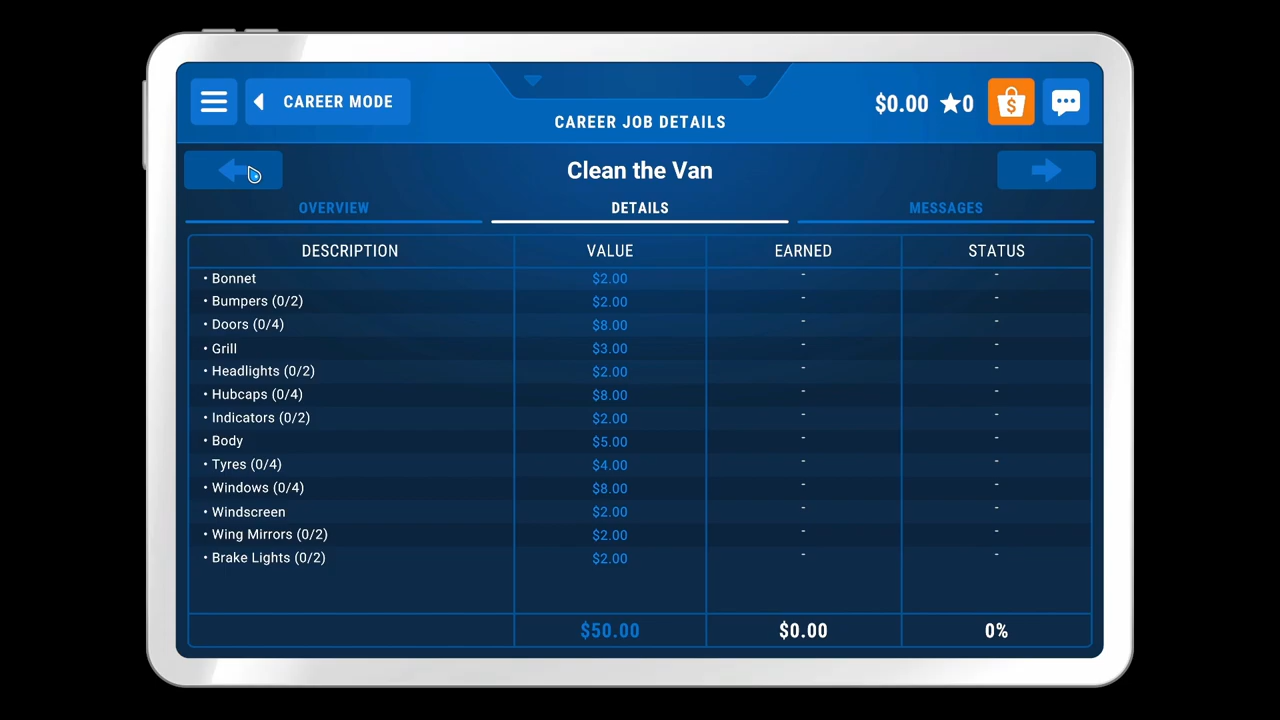 CAREER MODE
$0.00 ★0
CAREER JOB DETAILS
Clean the Van
OVERVIEW DETAILS MESSAGES
DESCRIPTION VALUE EARNED STATUS
• Bonnet $2.00 - -
• Bumpers (0/2) $2.00 - -
• Doors (0/4) $8.00 - -
• Grill $3.00 - -
• Headlights (0/2) $2.00 - -
• Hubcaps (0/4) $8.00 - -
• Indicators (0/2) $2.00 - -
• Body $5.00 - -
• Tyres (0/4) $4.00 - -
• Windows (0/4) $8.00 - -
• Windscreen $2.00 - -
• Wing Mirrors (0/2) $2.00 - -
• Brake Lights (0/2) $2.00 - -
$50.00 $0.00 0%